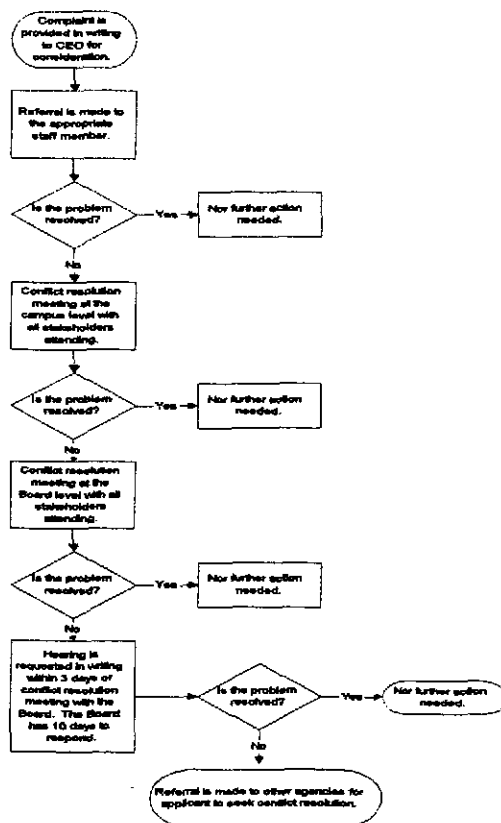 Complaint is
provided in writing
to CEO for
consideration.
Referral is made to
the appropriate
staff member.
Is the problem
resolved?
Yes
Nor further action
needed.
No
Conflict resolution
meeting at the
campus level with
all stakeholders
attending.
Is the problem
resolved?
Yes
Nor further action
needed.
No
Conflict resolution
meeting at the
Board level with all
stakeholders
attending.
Is the problem
resolved?
Yes
Nor further action
needed.
No
Hearing is
requested in writing
within 3 days of
conflict resolution
meeting with the
Board. The Board
has 10 days to
respond.
Is the problem
resolved?
Yes
Nor further action
needed.
No
Referral is made to other agencies for
applicant to seek conflict resolution.